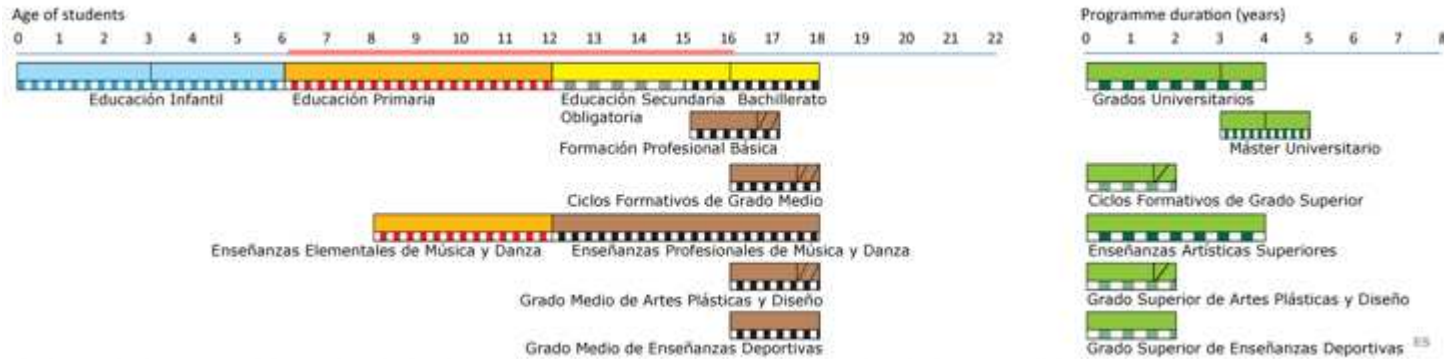 Age of students
Programme duration (years)
0 1 2 3 4 5 6 7 8 9 10 11 12 13 14 15 16 17 18 19 20 21 22
0 1 2 3 4 5 6 7 8
Educación Infantil
Educación Primaria
Educación Secundaria
Obligatoria
Bachillerato
Grados Universitarios
Formación Profesional Básica
Máster Universitario
Ciclos Formativos de Grado Medio
Ciclos Formativos de Grado Superior
Enseñanzas Elementales de Música y Danza
Enseñanzas Profesionales de Música y Danza
Enseñanzas Artísticas Superiores
Grado Medio de Artes Plásticas y Diseño
Grado Superior de Artes Plásticas y Diseño
Grado Medio de Enseñanzas Deportivas
Grado Superior de Enseñanzas Deportivas
ES